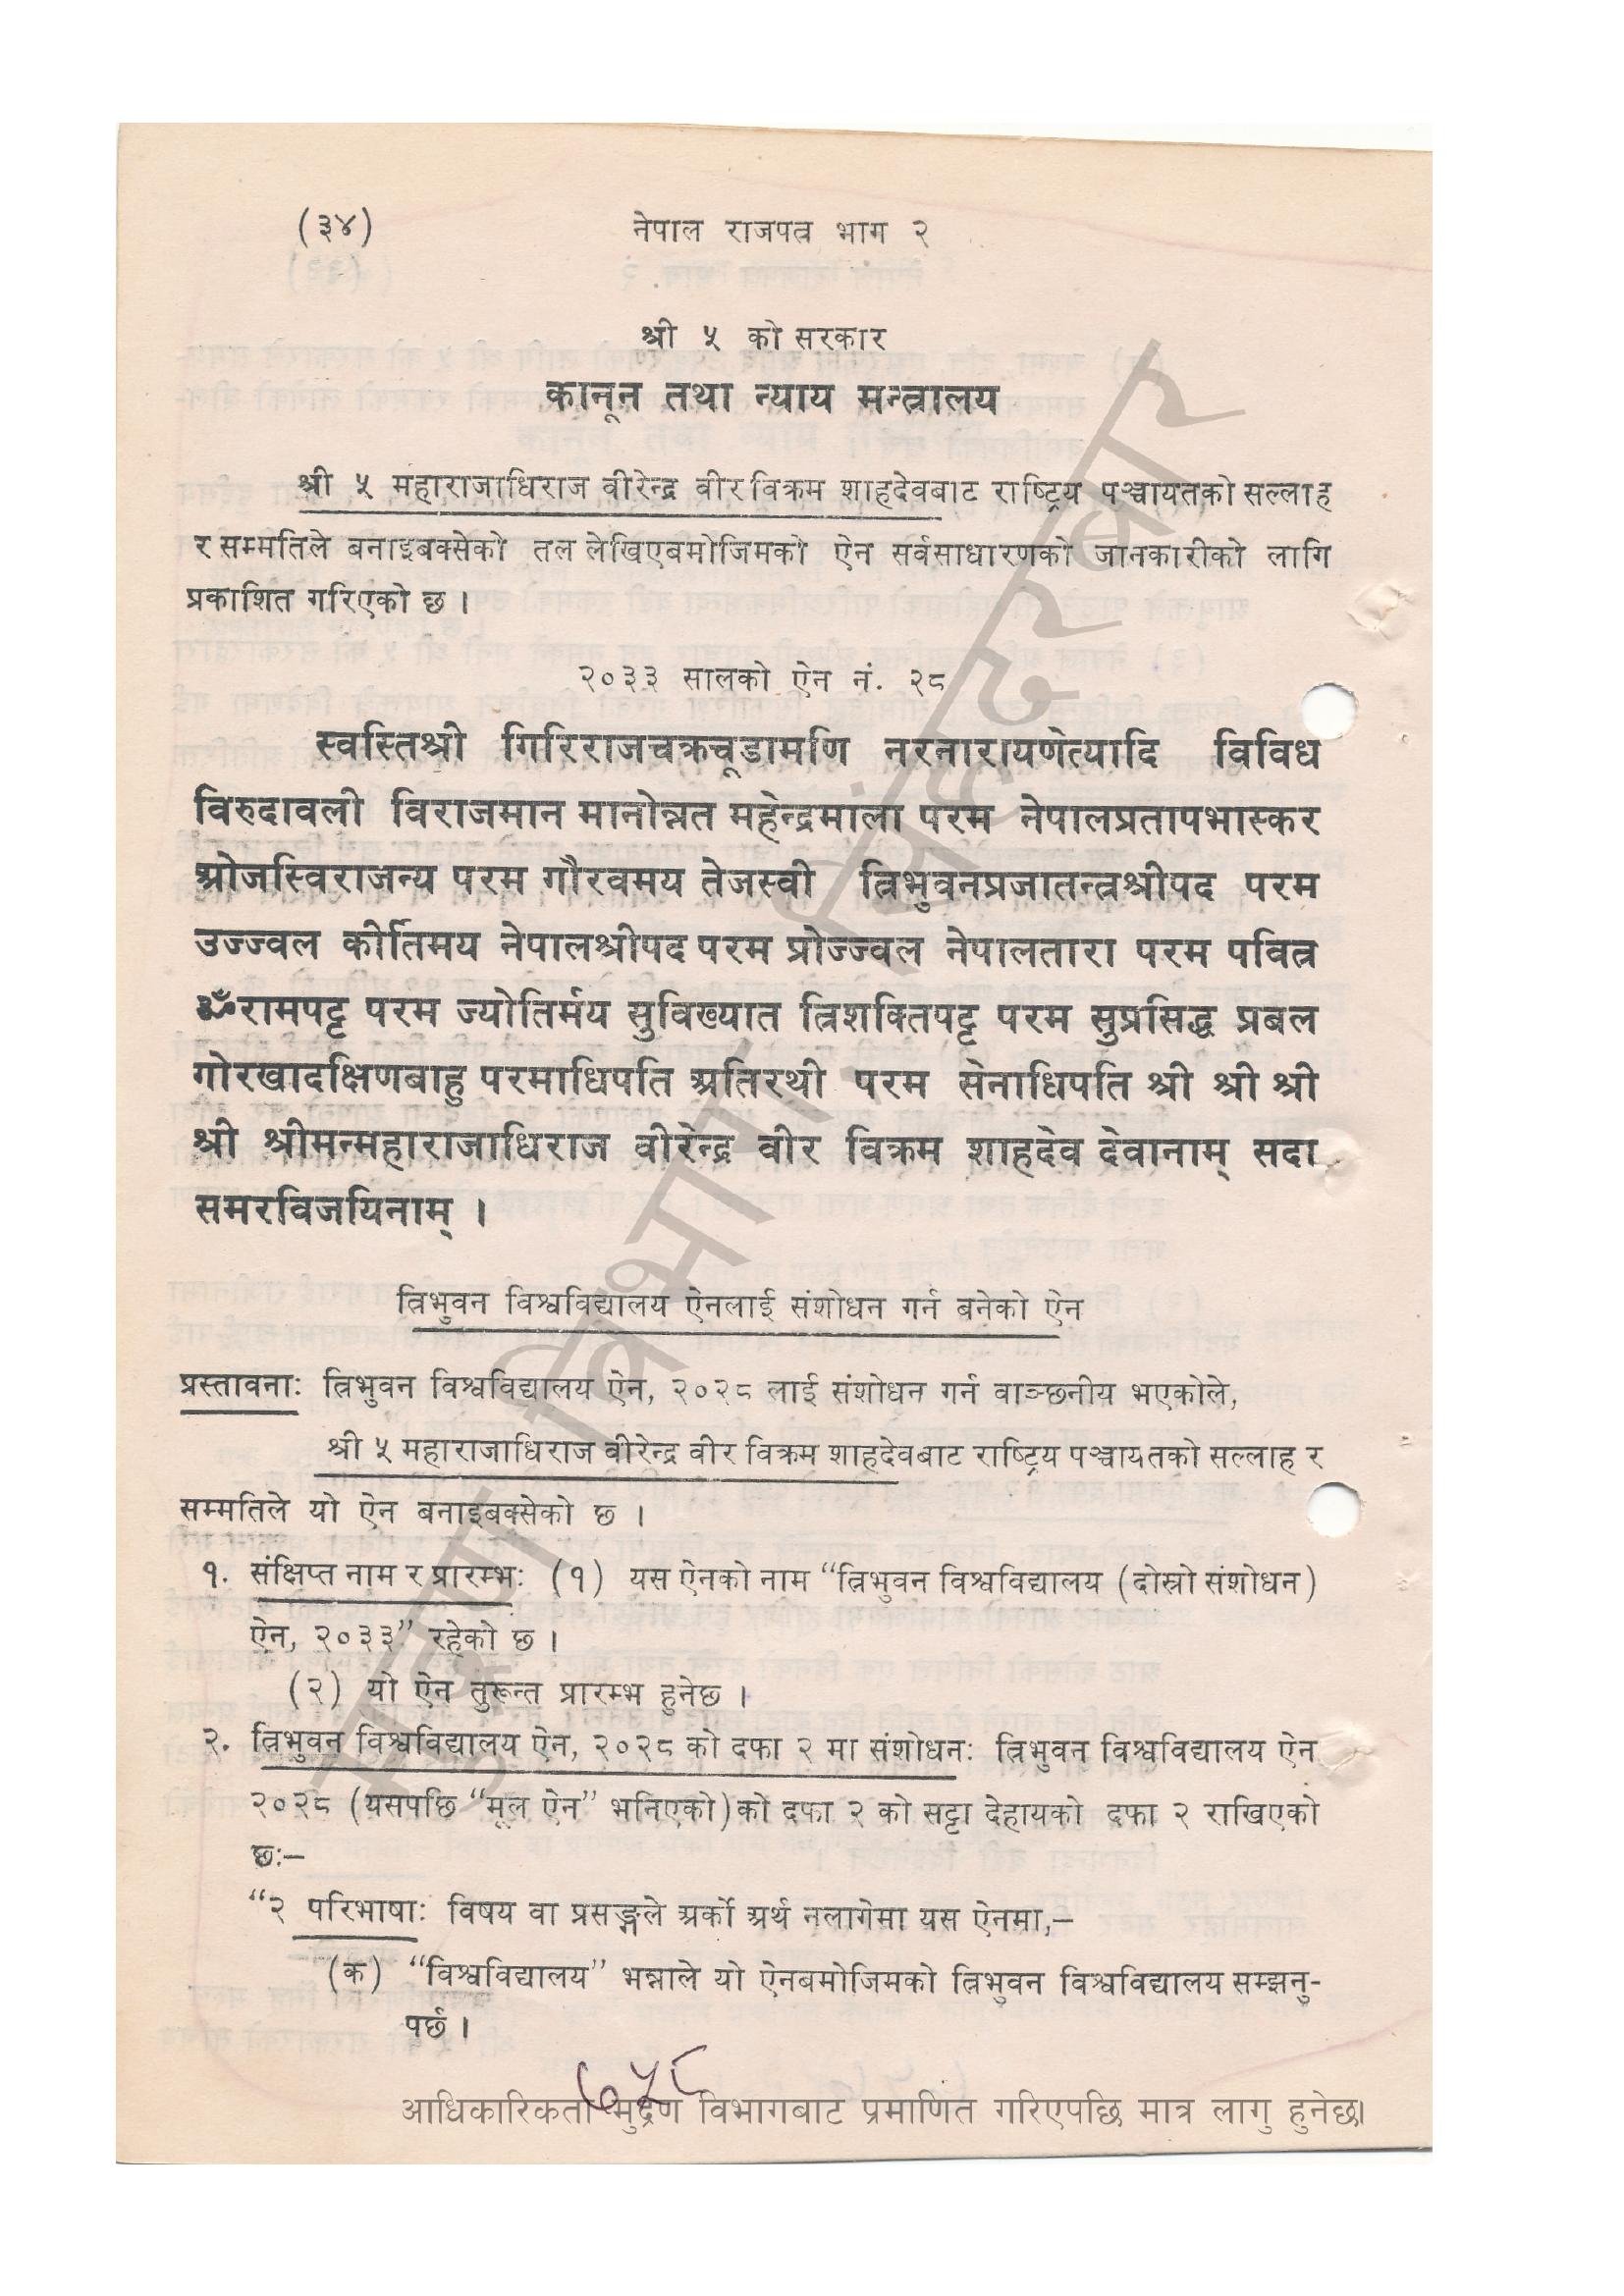 (३४)
नेपाल राजपत्र भाग २
श्री ५ को सरकार
कानून तथा न्याय मन्त्रालय
श्री ५ महाराजाधिराज वीरेन्द्र वीर विक्रम शाहदेवबाट राष्ट्रिय पञ्चायतको सल्लाह
र सम्मतिले बनाइबक्सेको तल लेखिएबमोजिमको ऐन सर्वसाधारणको जानकारीको लागि
प्रकाशित गरिएको छ ।
२०३३ सालको ऐन नं. २८
स्वस्तिश्री गिरिराजचक्रचूडामणि नरनारायणेत्यादि विविध
विरुदावली विराजमान मानोन्नत महेन्द्रमाला परम नेपालप्रतापभास्कर
ओजस्विराजन्य परम गौरवमय तेजस्वी त्रिभुवनप्रजातन्त्रश्रीपद परम
उज्ज्वल कीर्तिमय नेपालश्रीपद परम प्रोज्ज्वल नेपालतारा परम पवित्र
ॐरामपट्ट परम ज्योतिर्मय सुविख्यात त्रिशक्तिपट्ट परम सुप्रसिद्ध प्रबल
गोरखादक्षिणबाहु परमाधिपति अतिरथी परम सेनाधिपति श्री श्री श्री
श्री श्रीमन्महाराजाधिराज वीरेन्द्र वीर विक्रम शाहदेव देवानाम् सदा
समरविजयिनाम् ।
त्रिभुवन विश्वविद्यालय ऐनलाई संशोधन गर्न बनेको ऐन
प्रस्तावनाः त्रिभुवन विश्वविद्यालय ऐन, २०२८ लाई संशोधन गर्न वाञ्छनीय भएकोले,
श्री ५ महाराजाधिराज वीरेन्द्र वीर विक्रम शाहदेवबाट राष्ट्रिय पञ्चायतको सल्लाह र
सम्मतिले यो ऐन बनाइबक्सेको छ ।
१. संक्षिप्त नाम र प्रारम्भः (१) यस ऐनको नाम “त्रिभुवन विश्वविद्यालय (दोस्रो संशोधन)
ऐन, २०३३” रहेको छ ।
(२) यो ऐन तुरून्त प्रारम्भ हुनेछ ।
२. त्रिभुवन विश्वविद्यालय ऐन, २०२८ को दफा २ मा संशोधनः त्रिभुवन विश्वविद्यालय ऐन
२०२८ (यसपछि “मूल ऐन” भनिएको) को दफा २ को सट्टा देहायको दफा २ राखिएको
छः–
“२ परिभाषाः विषय वा प्रसङ्गले अर्को अर्थ नलागेमा यस ऐनमा,–
(क) “विश्वविद्यालय” भन्नाले यो ऐनबमोजिमको त्रिभुवन विश्वविद्यालय सम्झनु-
पर्छ ।
७५८
आधिकारिकता मुद्रण विभागबाट प्रमाणित गरिएपछि मात्र लागु हुनेछ।
मुद्रण विभाग, सिंहदरबार